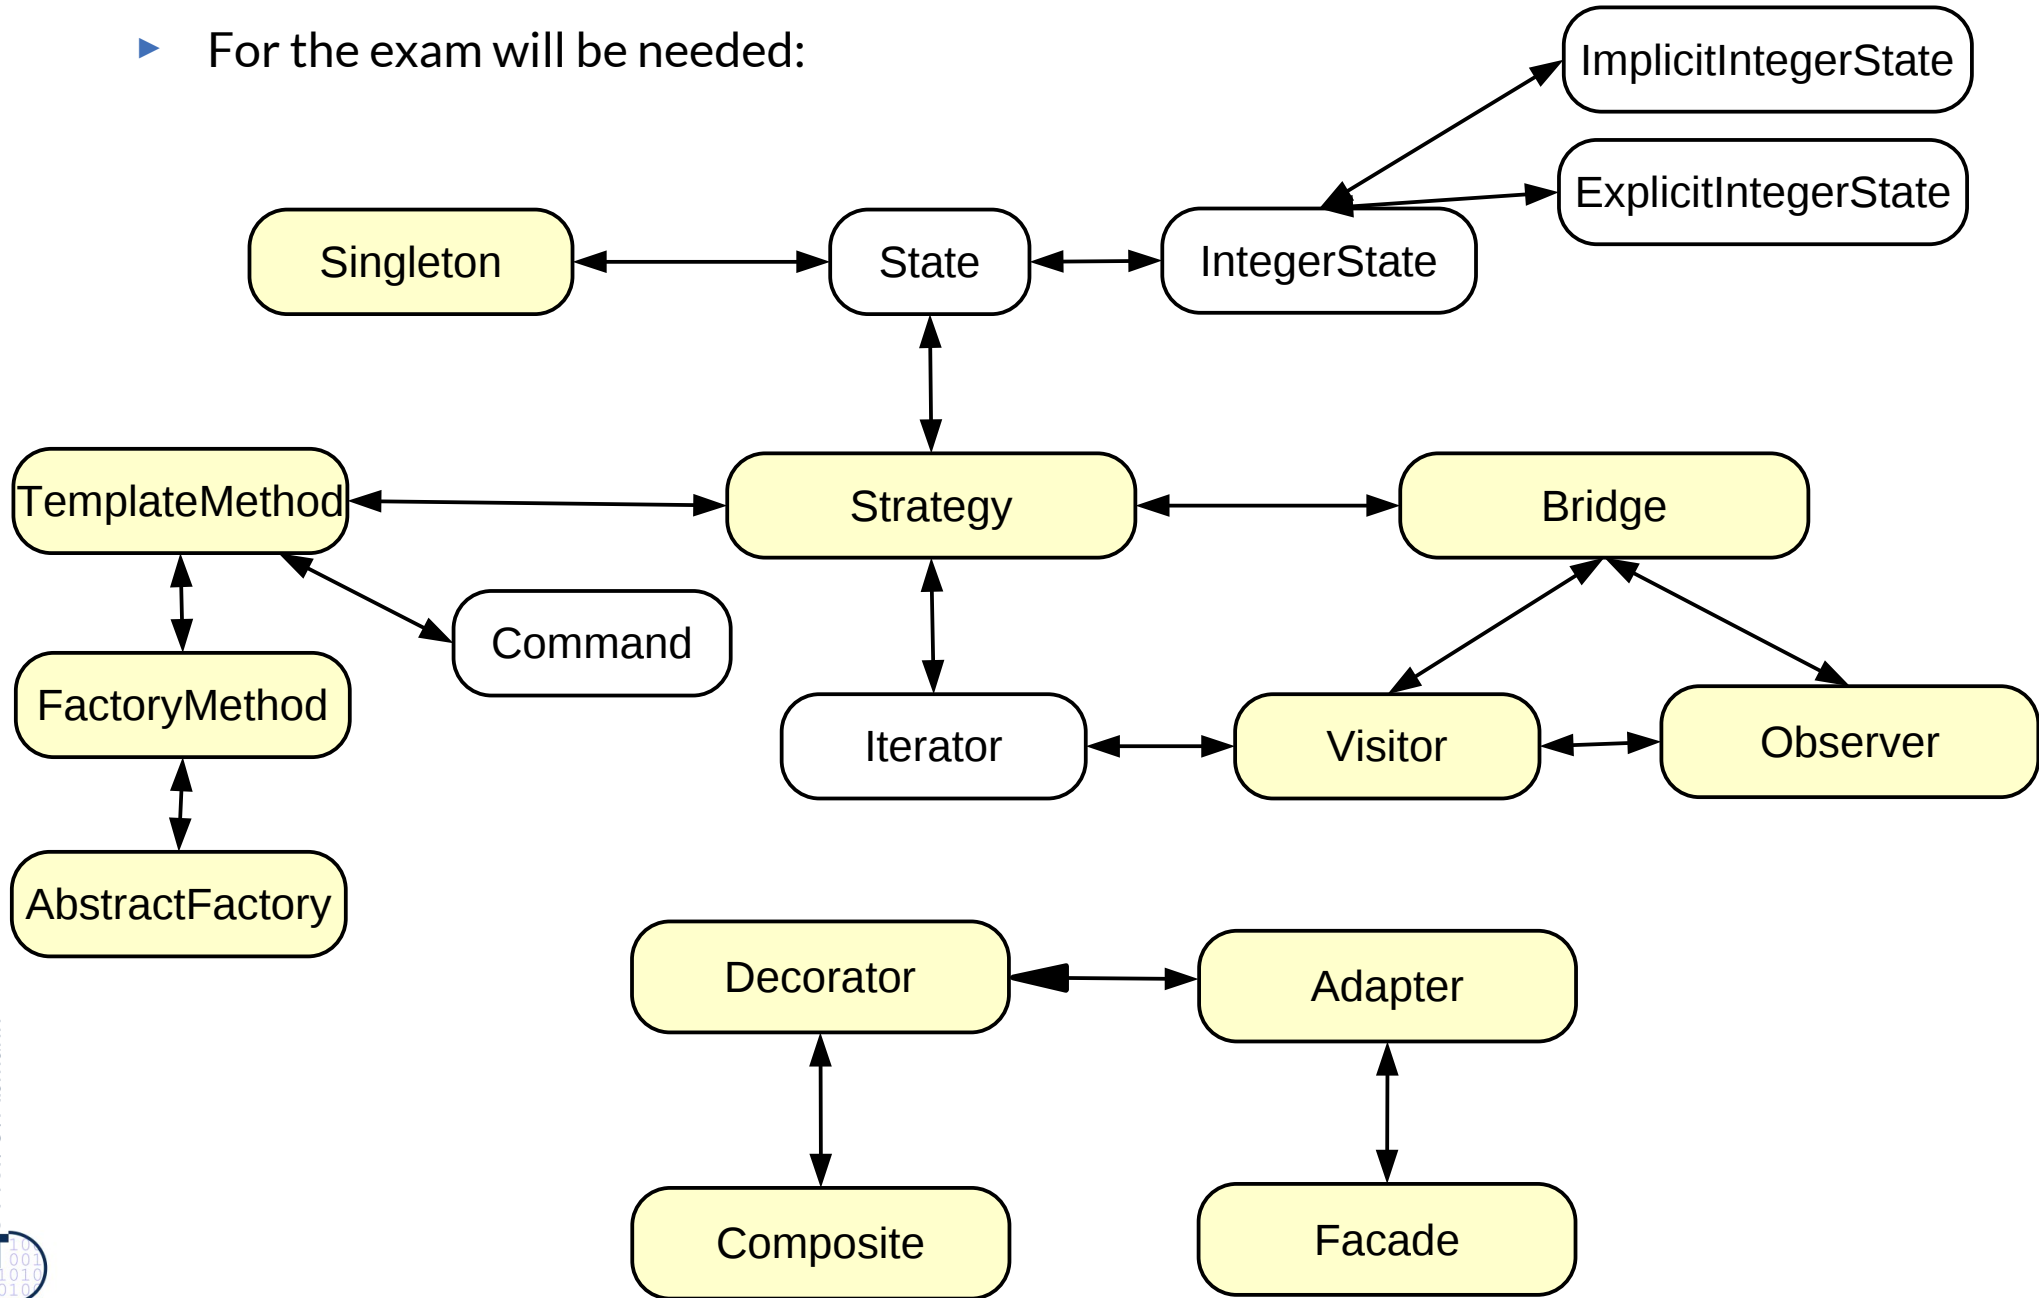 ► For the exam will be needed:
ImplicitIntegerState
ExplicitIntegerState
Singleton
State
IntegerState
TemplateMethod
Strategy
Bridge
Command
FactoryMethod
Iterator
Visitor
Observer
AbstractFactory
Decorator
Adapter
Composite
Facade